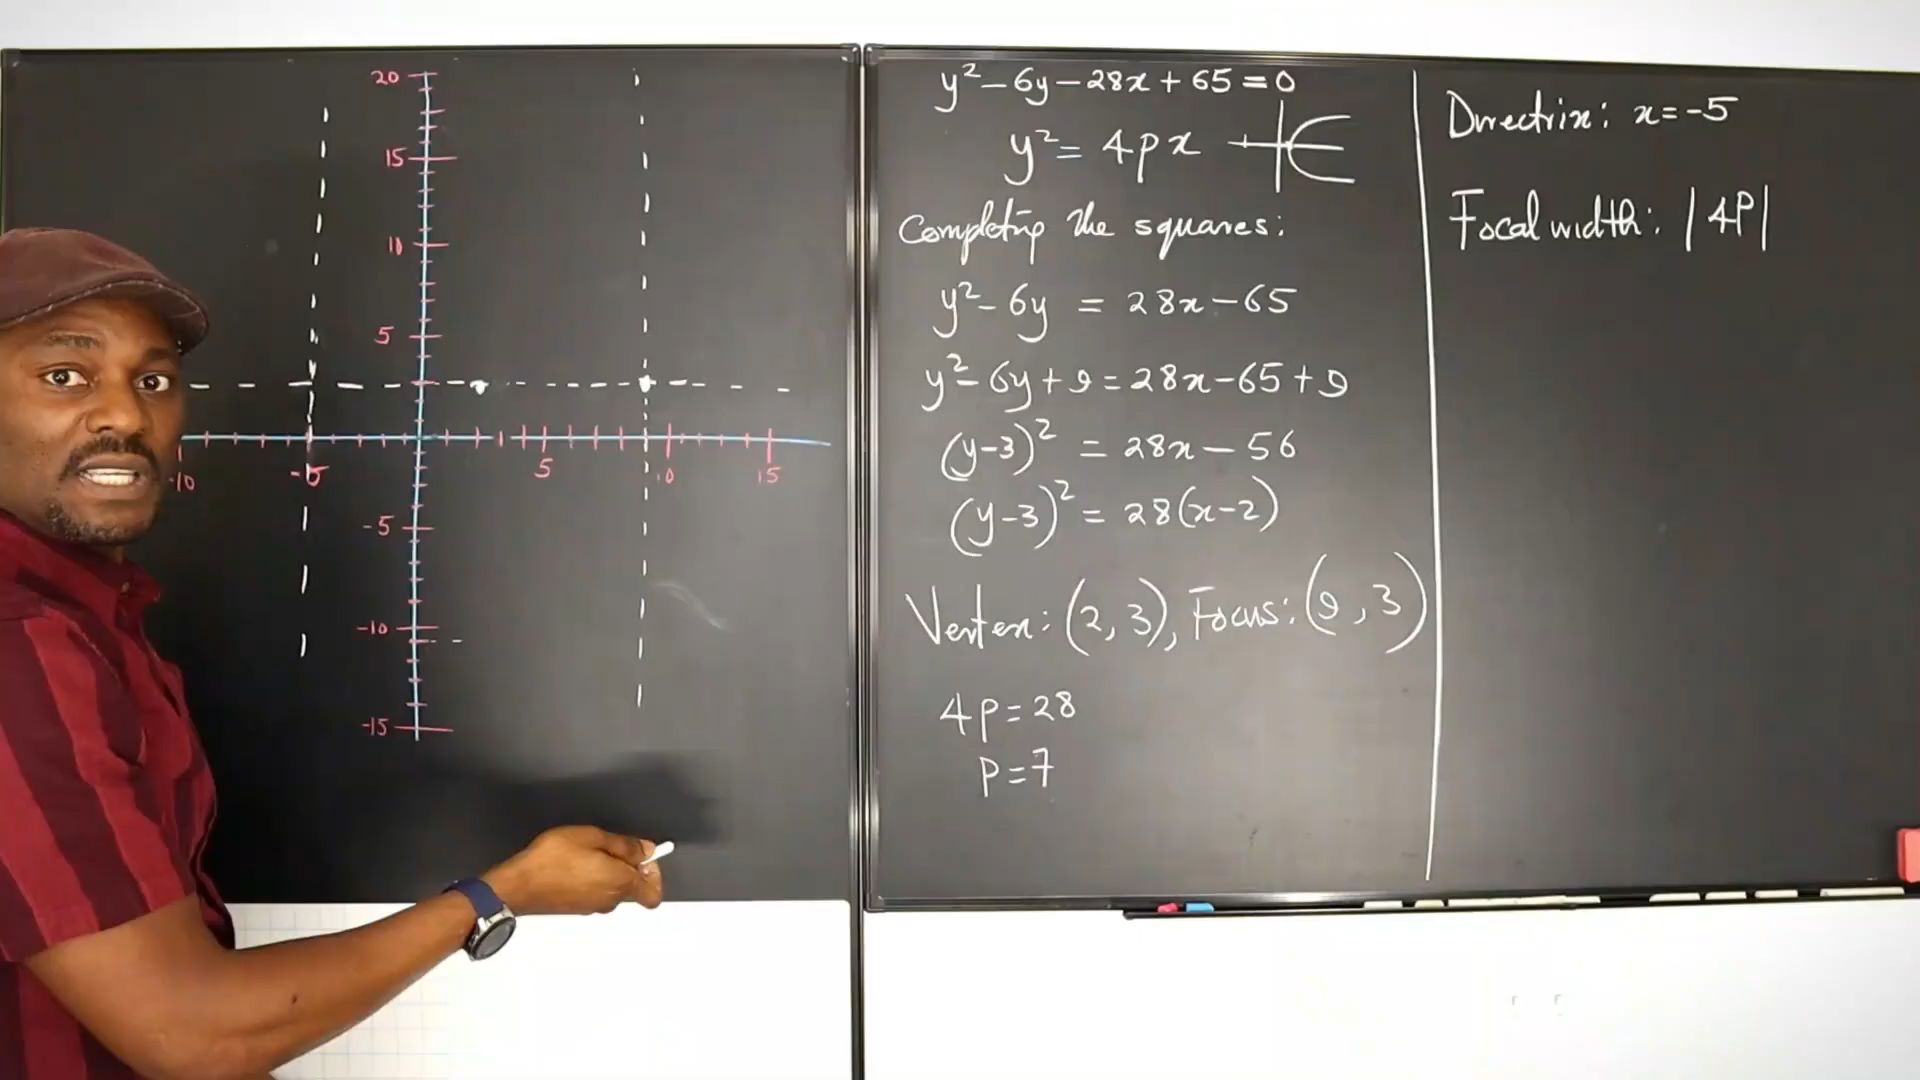 20
15
10
5
-10
-5
5
10
15
-5
-10
-15
y² - 6y - 28x + 65 = 0
y² = 4px
Completing the squares:
y² - 6y = 28x - 65
y² - 6y + 9 = 28x - 65 + 9
(y-3)² = 28x - 56
(y-3)² = 28(x-2)
Vertex: (2, 3), Focus: (9, 3)
4p = 28
p = 7
Directrix: x = -5
Focal width: |4P|